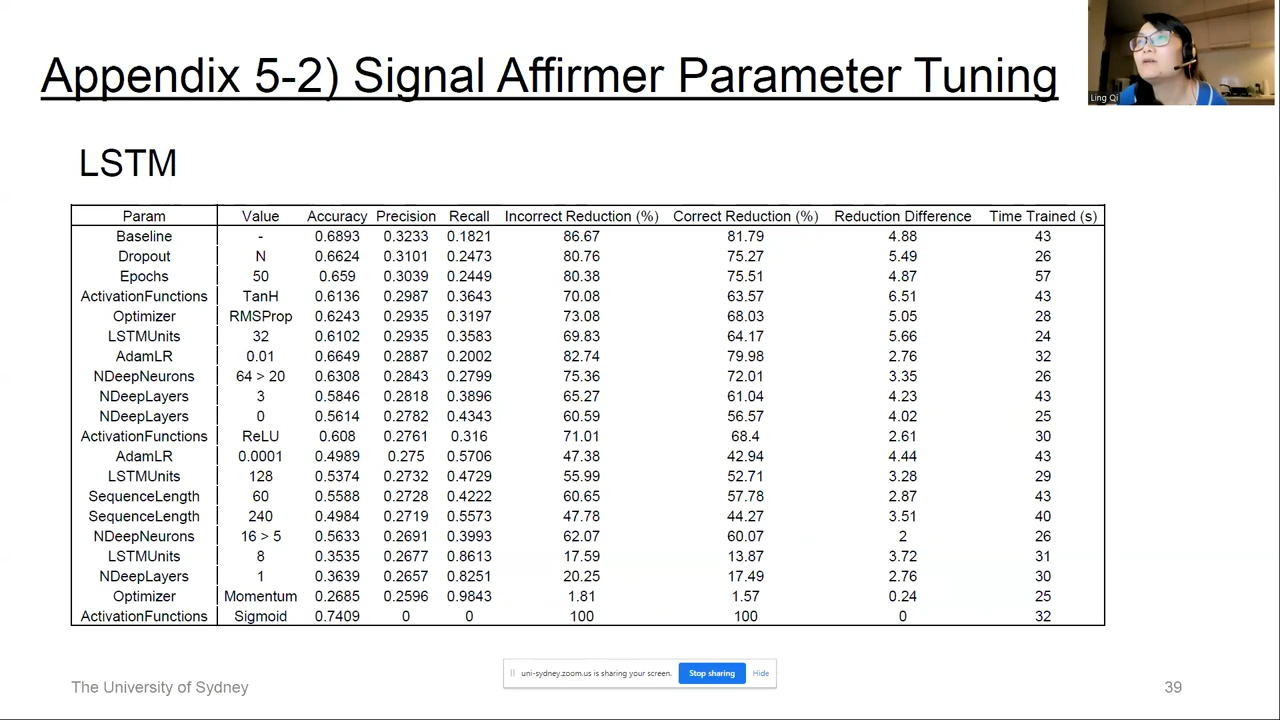 Appendix 5-2) Signal Affirmer Parameter Tuning
Ling Qi
LSTM
Param Value Accuracy Precision Recall Incorrect Reduction (%) Correct Reduction (%) Reduction Difference Time Trained (s)
Baseline - 0.6893 0.3233 0.1821 86.67 81.79 4.88 43
Dropout N 0.6624 0.3101 0.2473 80.76 75.27 5.49 26
Epochs 50 0.659 0.3039 0.2449 80.38 75.51 4.87 57
ActivationFunctions TanH 0.6136 0.2987 0.3643 70.08 63.57 6.51 43
Optimizer RMSProp 0.6243 0.2935 0.3197 73.08 68.03 5.05 28
LSTMUnits 32 0.6102 0.2935 0.3583 69.83 64.17 5.66 24
AdamLR 0.01 0.6649 0.2887 0.2002 82.74 79.98 2.76 32
NDeepNeurons 64 > 20 0.6308 0.2843 0.2799 75.36 72.01 3.35 26
NDeepLayers 3 0.5846 0.2818 0.3896 65.27 61.04 4.23 43
NDeepLayers 0 0.5614 0.2782 0.4343 60.59 56.57 4.02 25
ActivationFunctions ReLU 0.608 0.2761 0.316 71.01 68.4 2.61 30
AdamLR 0.0001 0.4989 0.275 0.5706 47.38 42.94 4.44 43
LSTMUnits 128 0.5374 0.2732 0.4729 55.99 52.71 3.28 29
SequenceLength 60 0.5588 0.2728 0.4222 60.65 57.78 2.87 43
SequenceLength 240 0.4984 0.2719 0.5573 47.78 44.27 3.51 40
NDeepNeurons 16 > 5 0.5633 0.2691 0.3993 62.07 60.07 2 26
LSTMUnits 8 0.3535 0.2677 0.8613 17.59 13.87 3.72 31
NDeepLayers 1 0.3639 0.2657 0.8251 20.25 17.49 2.76 30
Optimizer Momentum 0.2685 0.2596 0.9843 1.81 1.57 0.24 25
ActivationFunctions Sigmoid 0.7409 0 0 100 100 0 32
uni-sydney.zoom.us is sharing your screen. Stop sharing Hide
The University of Sydney 39